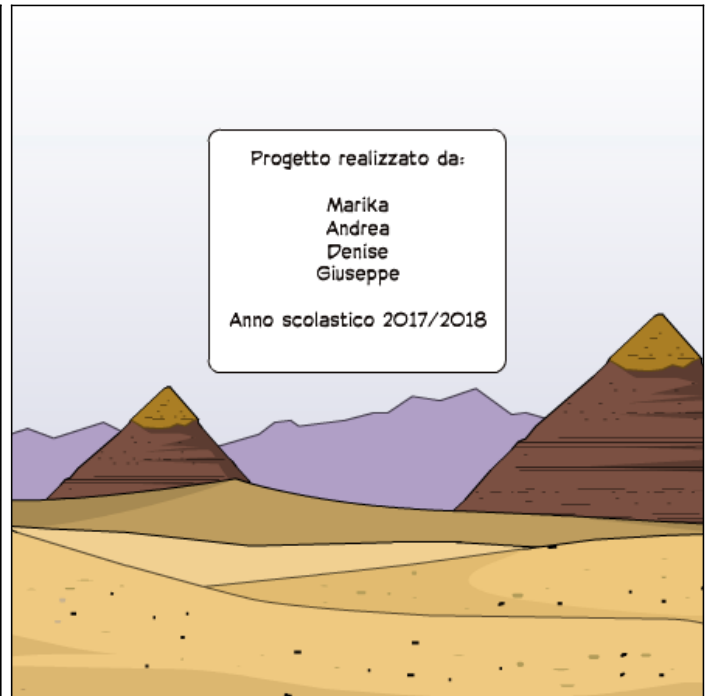 Progetto realizzato da:
Marika
Andrea
Denise
Giuseppe
Anno scolastico 2017/2018